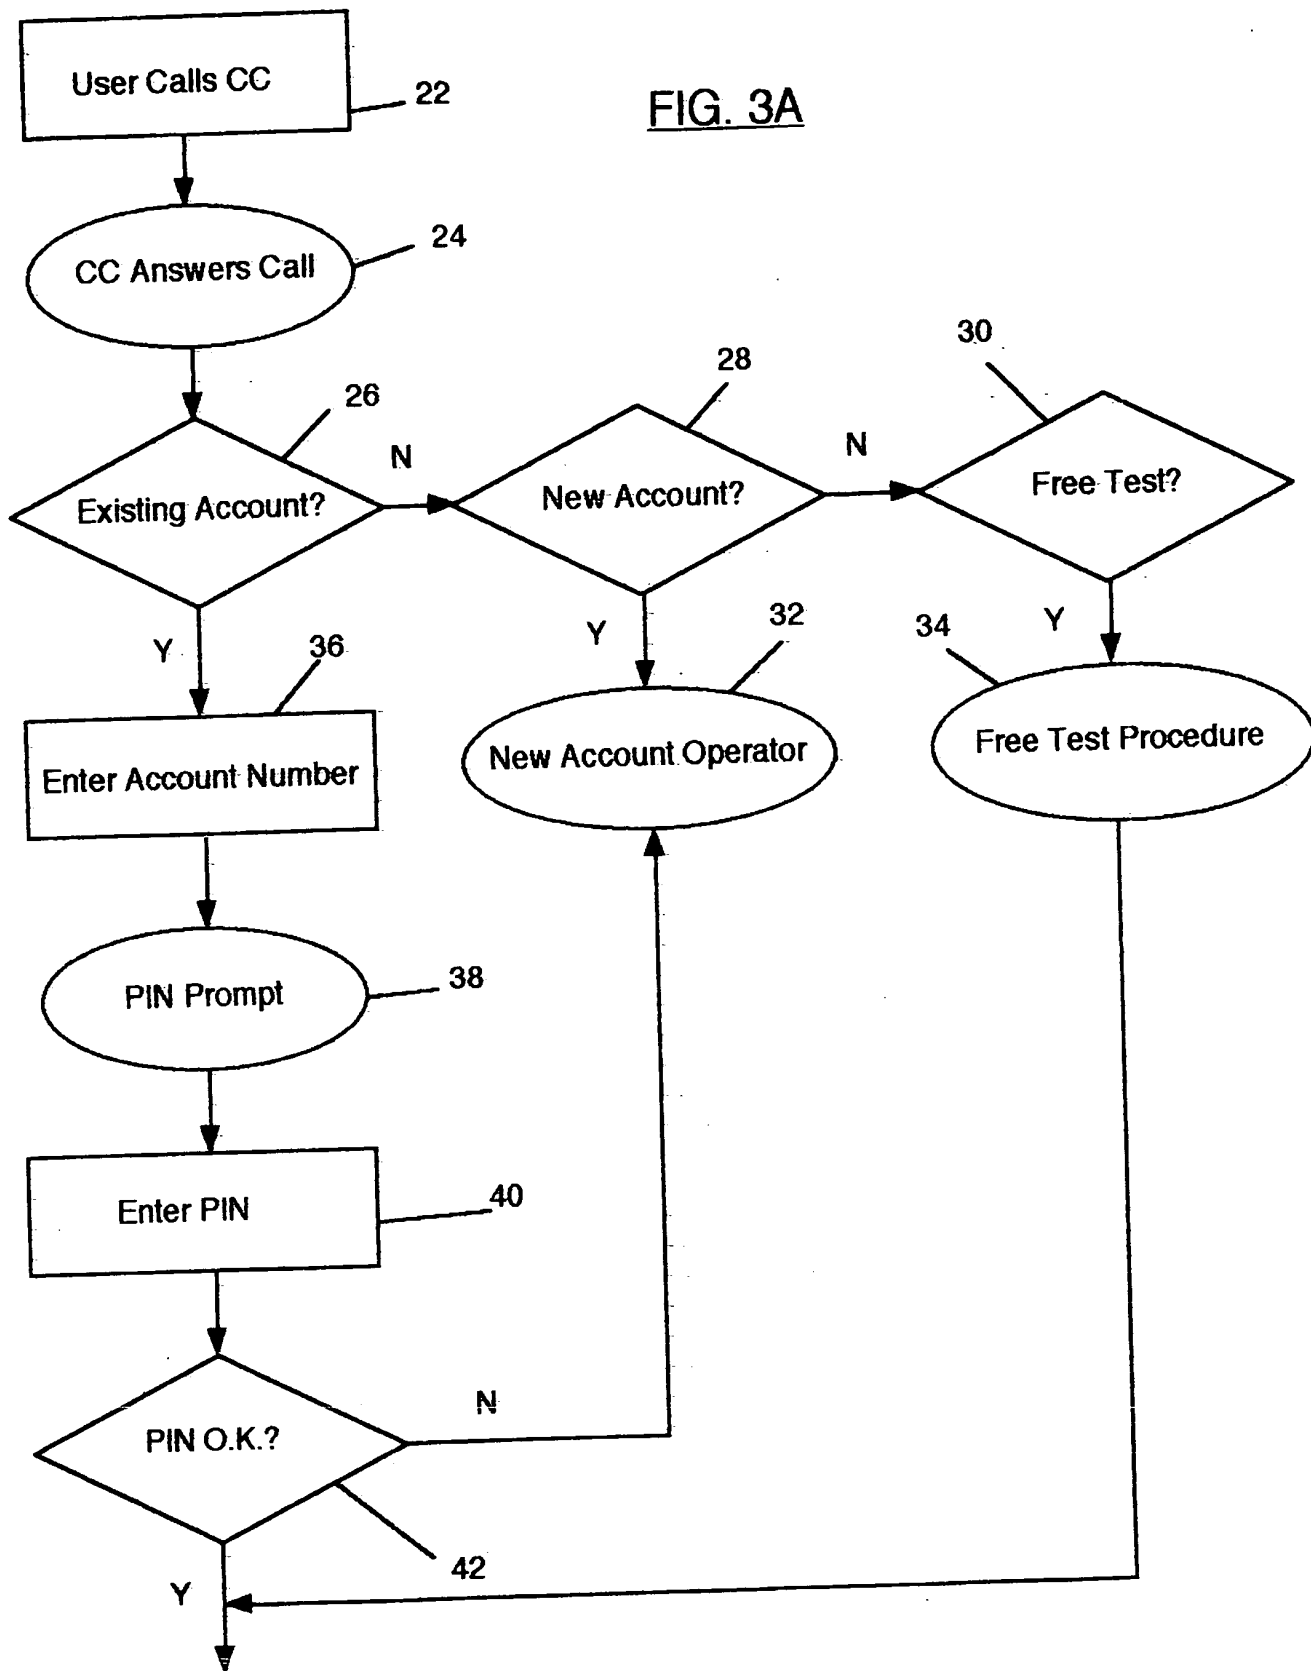 User Calls CC
22
FIG. 3A
CC Answers Call
24
Existing Account?
26
N
New Account?
28
N
Free Test?
30
Y
Y
Y
36
32
34
Enter Account Number
New Account Operator
Free Test Procedure
PIN Prompt
38
Enter PIN
40
PIN O.K.?
N
42
Y